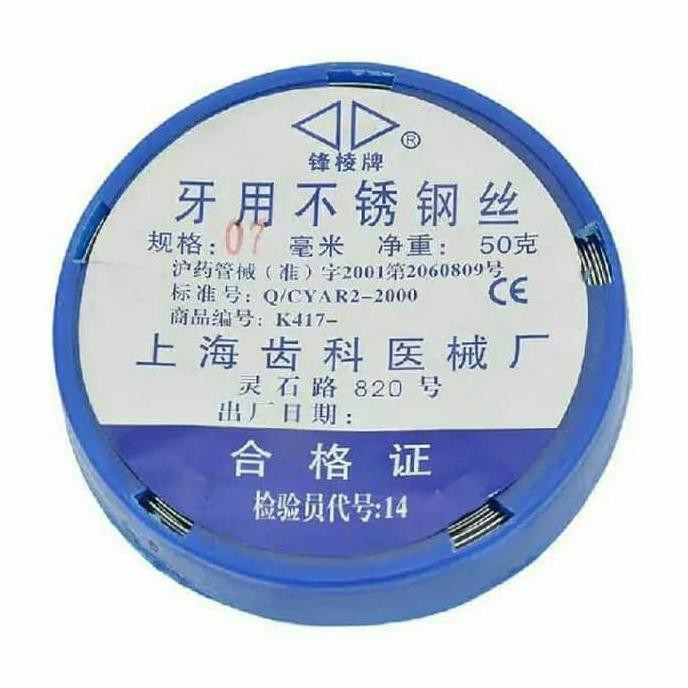 ®
锋棱牌
牙用不锈钢丝
规格: 07 毫米 净重: 50克
沪药管械（准）字2001第2060809号
标准号: Q/CYAR2-2000 CE
商品编号: K417-
上海齿科医械厂
灵石路 820 号
出厂日期:
合格证
检验员代号:14